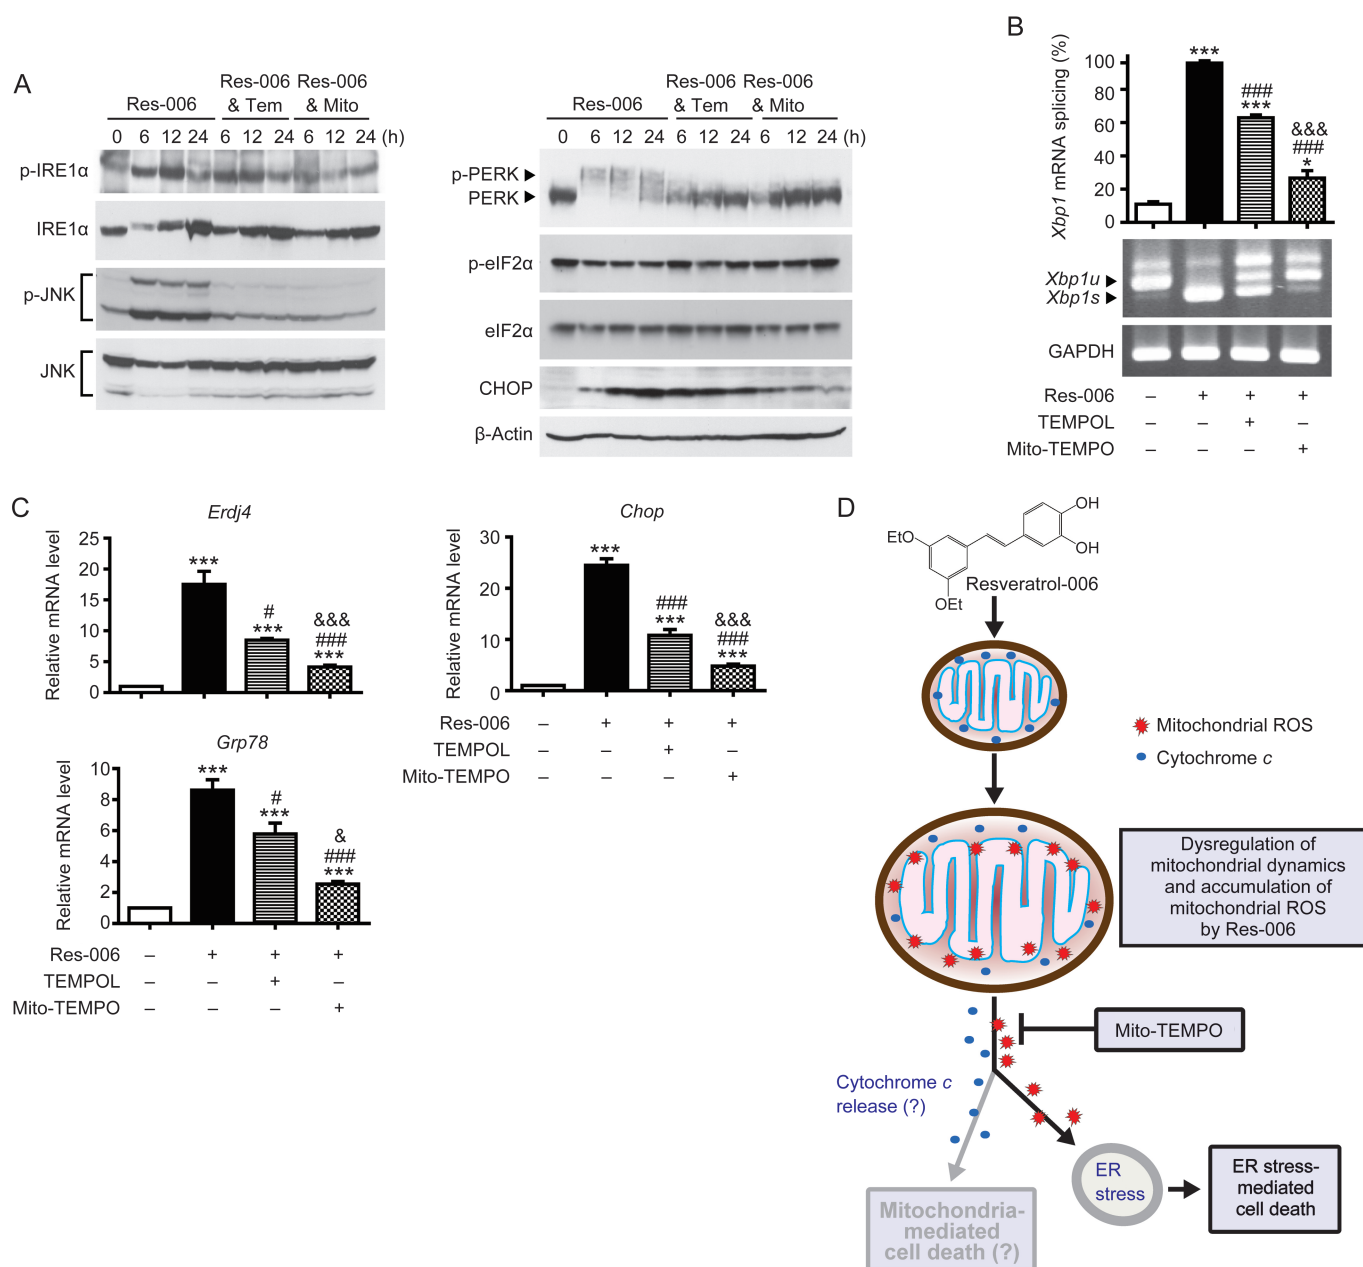 A
Res-006
Res-006
& Tem
Res-006
& Mito
0 6 12 24 6 12 24 6 12 24 (h)
p-IRE1α
IRE1α
p-JNK
JNK
Res-006
Res-006
& Tem
Res-006
& Mito
0 6 12 24 6 12 24 6 12 24 (h)
p-PERK
PERK
p-eIF2α
eIF2α
CHOP
β-Actin
B
Xbp1 mRNA splicing (%)
100
80
60
40
20
0
***
###
***
&&&
###
*
Xbp1u
Xbp1s
GAPDH
Res-006 – + + +
TEMPOL – – + –
Mito-TEMPO – – – +
C
Erdj4
Relative mRNA level
25
20
15
10
5
0
***
#
***
&&&
###
***
Chop
Relative mRNA level
30
20
10
0
***
###
***
&&&
###
***
Res-006 – + + +
TEMPOL – – + –
Mito-TEMPO – – – +
Grp78
Relative mRNA level
10
8
6
4
2
0
***
#
***
&
###
***
Res-006 – + + +
TEMPOL – – + –
Mito-TEMPO – – – +
D
OH
OH
EtO
OEt
Resveratrol-006
Mitochondrial ROS
Cytochrome c
Dysregulation of
mitochondrial dynamics
and accumulation of
mitochondrial ROS
by Res-006
Mito-TEMPO
Cytochrome c
release (?)
ER
stress
ER stress-
mediated
cell death
Mitochondria-
mediated
cell death (?)